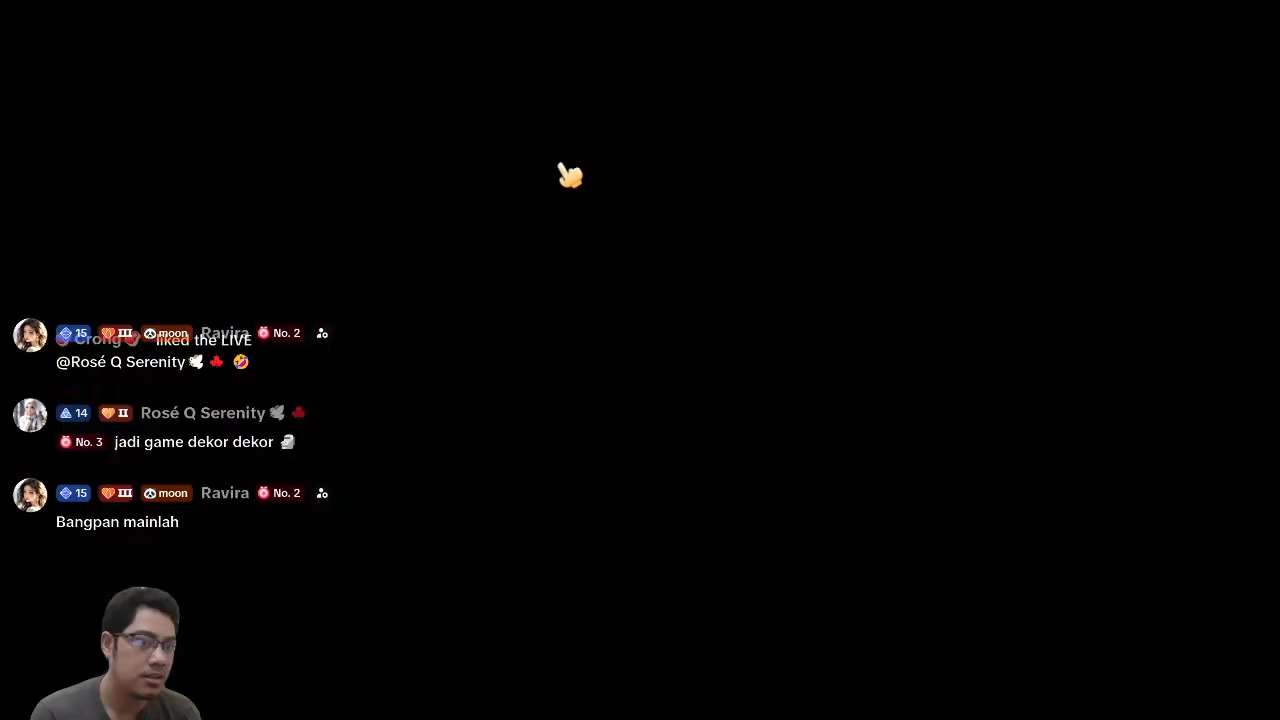 15 III moon Ravira No. 2
Crong liked the LIVE
@Rosé Q Serenity
14 II Rosé Q Serenity
No. 3 jadi game dekor dekor
15 III moon Ravira No. 2
Bangpan mainlah